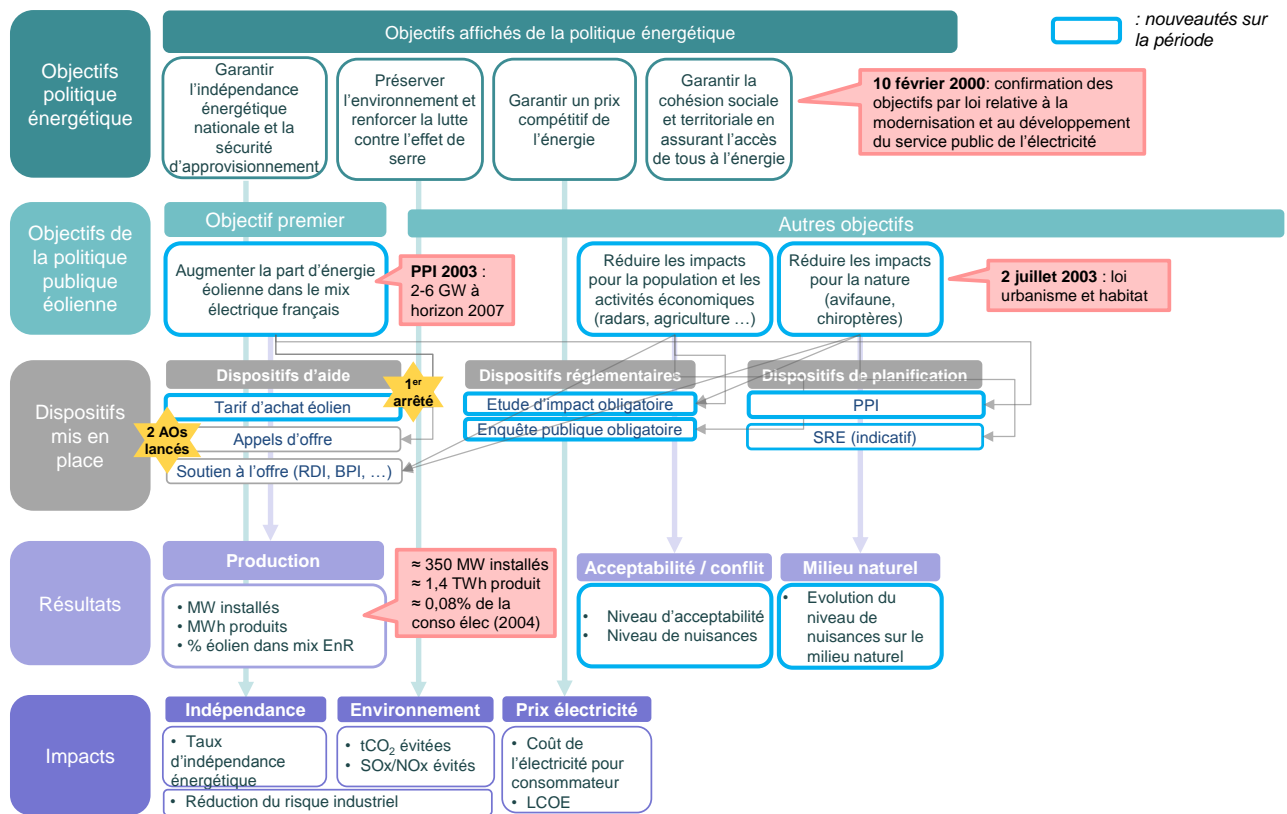 Objectifs affichés de la politique énergétique
: nouveautés sur
la période
Objectifs
politique
énergétique
Garantir
l'indépendance
énergétique
nationale et la
sécurité
d'approvisionnement
Préserver
l'environnement et
renforcer la lutte
contre l'effet de
serre
Garantir un prix
compétitif de
l'énergie
Garantir la
cohésion sociale
et territoriale en
assurant l'accès
de tous à l'énergie
10 février 2000: confirmation des
objectifs par loi relative à la
modernisation et au développement
du service public de l'électricité
Objectifs de
la politique
publique
éolienne
Objectif premier
Autres objectifs
Augmenter la part d'énergie
éolienne dans le mix
électrique français
PPI 2003 :
2-6 GW à
horizon 2007
Réduire les impacts
pour la population et les
activités économiques
(radars, agriculture …)
Réduire les impacts
pour la nature
(avifaune,
chiroptères)
2 juillet 2003 : loi
urbanisme et habitat
Dispositifs
mis en
place
Dispositifs d'aide
1er
arrêté
Tarif d'achat éolien
2 AOs
lancés
Appels d'offre
Soutien à l'offre (RDI, BPI, …)
Dispositifs réglementaires
Etude d'impact obligatoire
Enquête publique obligatoire
Dispositifs de planification
PPI
SRE (indicatif)
Résultats
Production
• MW installés
• MWh produits
• % éolien dans mix EnR
≈ 350 MW installés
≈ 1,4 TWh produit
≈ 0,08% de la
conso élec (2004)
Acceptabilité / conflit
• Niveau d'acceptabilité
• Niveau de nuisances
Milieu naturel
• Evolution du
niveau de
nuisances sur le
milieu naturel
Impacts
Indépendance
• Taux
d'indépendance
énergétique
Environnement
• tCO2 évitées
• SOx/NOx évités
Prix électricité
• Coût de
l'électricité pour
consommateur
• LCOE
• Réduction du risque industriel